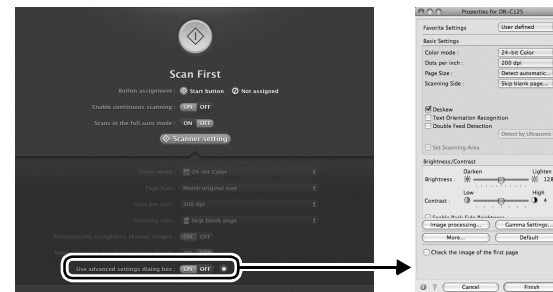 Scan First
Button assignment : Start button Not assigned
Enable continuous scanning : ON OFF
Scans in the full auto mode : ON OFF
Scanner setting
Color mode : 24-bit Color
Page Size : Match original size
Dots per inch : 200 dpi
Scanning Side : Skip blank page
Automatically straightens skewed images : ON OFF
ON OFF
Use advanced settings dialog box : ON OFF
Properties for DR-C125
Favorite Settings User defined
Basic Settings
Color mode : 24-bit Color
Dots per inch : 200 dpi
Page Size : Detect automatic...
Scanning Side : Skip blank page...
Deskew
Text Orientation Recognition
Double Feed Detection
Detect by Ultrasonic
Set Scanning Area
Brightness/Contrast
Darken Lighten
Brightness : 128
Low High
Contrast : 4
Enable Back Side Brightness
Image processing... Gamma Settings...
More... Default
Check the image of the first page
? Cancel Finish